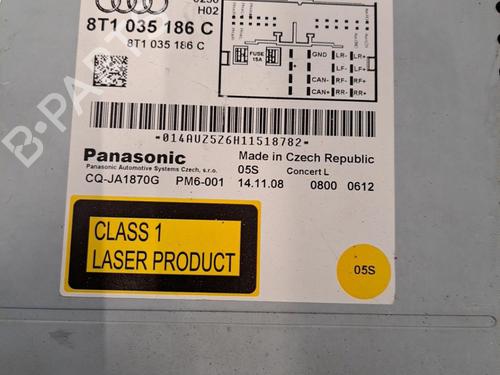 0250
H02
8T1 035 186 C
8T1 035 186 C
FUSE
15A
GND LR- LR+
LF- LF+
CAN+ RF- RF+
CAN- RR- RR+
-014AUZ5Z6H11518782-
Panasonic
Panasonic Automotive Systems Czech, s.r.o.
CQ-JA1870G PM6-001
Made in Czech Republic
05S Concert L
14.11.08 0800 0612
CLASS 1
LASER PRODUCT
05S
B-PARTS